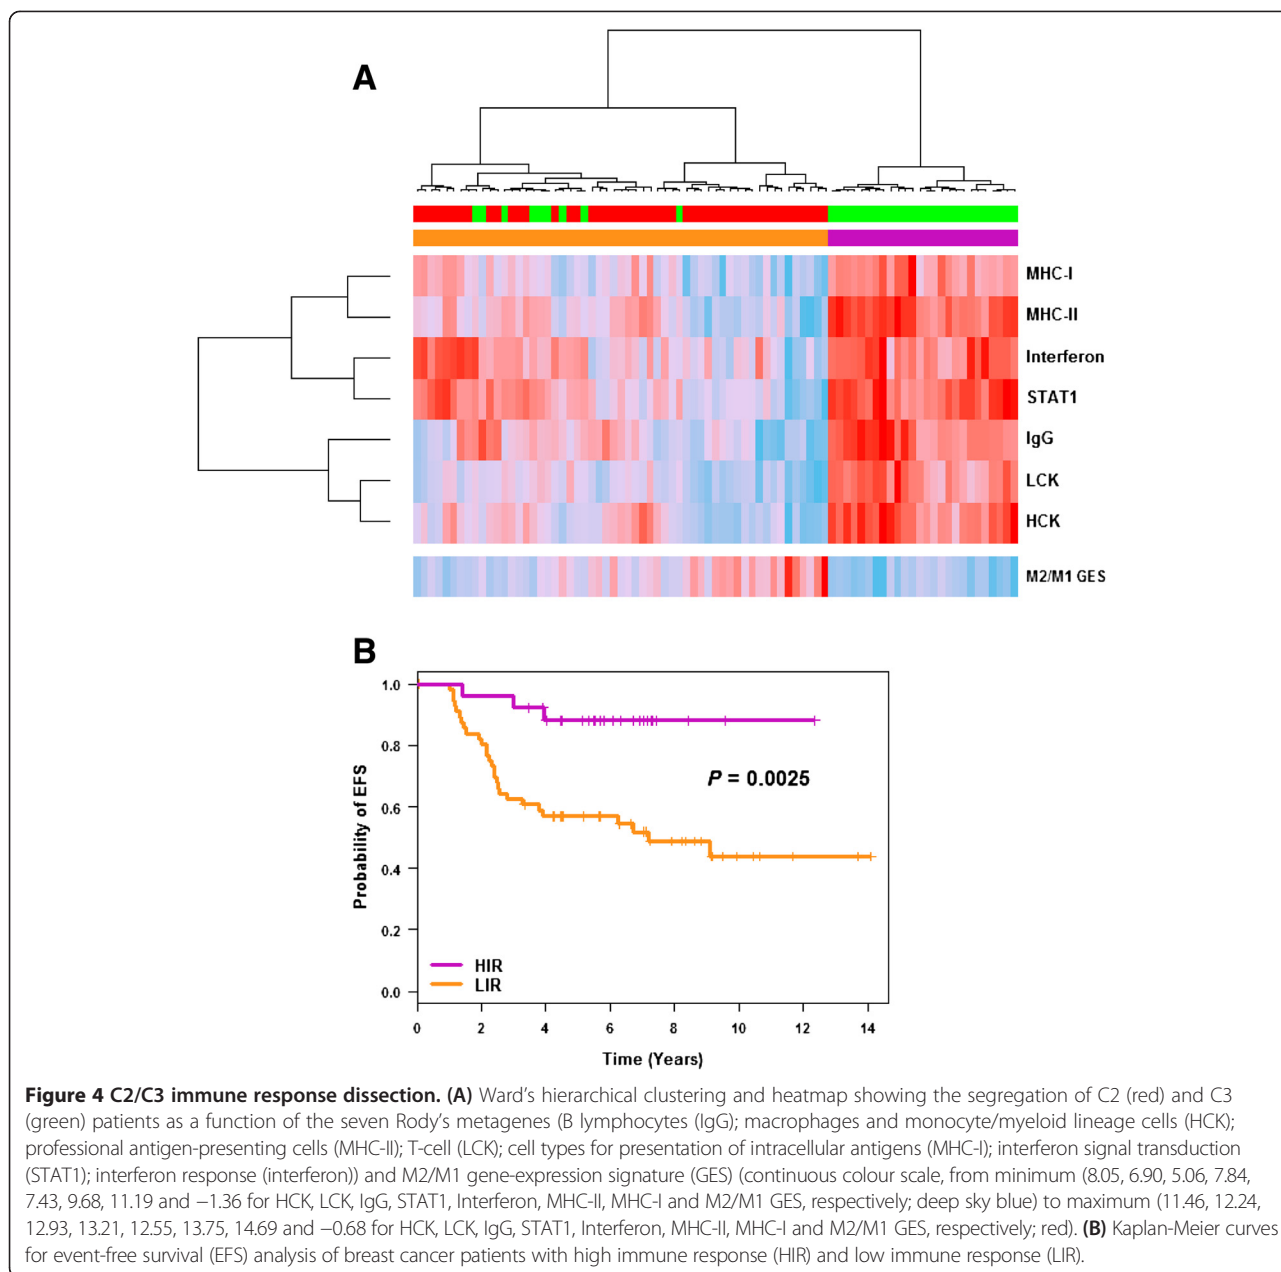 A
MHC-I
MHC-II
Interferon
STAT1
IgG
LCK
HCK
M2/M1 GES
B
1.0
0.8
0.6
0.4
0.2
0.0
Probability of EFS
P = 0.0025
HIR
LIR
0 2 4 6 8 10 12 14
Time (Years)
Figure 4 C2/C3 immune response dissection. (A) Ward's hierarchical clustering and heatmap showing the segregation of C2 (red) and C3
(green) patients as a function of the seven Rody's metagenes (B lymphocytes (IgG); macrophages and monocyte/myeloid lineage cells (HCK);
professional antigen-presenting cells (MHC-II); T-cell (LCK); cell types for presentation of intracellular antigens (MHC-I); interferon signal transduction
(STAT1); interferon response (interferon)) and M2/M1 gene-expression signature (GES) (continuous colour scale, from minimum (8.05, 6.90, 5.06, 7.84,
7.43, 9.68, 11.19 and −1.36 for HCK, LCK, IgG, STAT1, Interferon, MHC-II, MHC-I and M2/M1 GES, respectively; deep sky blue) to maximum (11.46, 12.24,
12.93, 13.21, 12.55, 13.75, 14.69 and −0.68 for HCK, LCK, IgG, STAT1, Interferon, MHC-II, MHC-I and M2/M1 GES, respectively; red). (B) Kaplan-Meier curves
for event-free survival (EFS) analysis of breast cancer patients with high immune response (HIR) and low immune response (LIR).